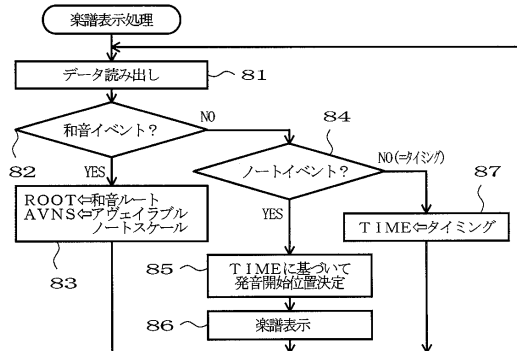 楽譜表示処理
データ読み出し
81
和音イベント?
NO
82
YES
84
ノートイベント?
NO(=タイミング)
YES
87
ROOT⇦和音ルート
AVNS⇦アヴェイラブル
ノートスケール
83
TIME⇦タイミング
85
TIMEに基づいて
発音開始位置決定
86
楽譜表示